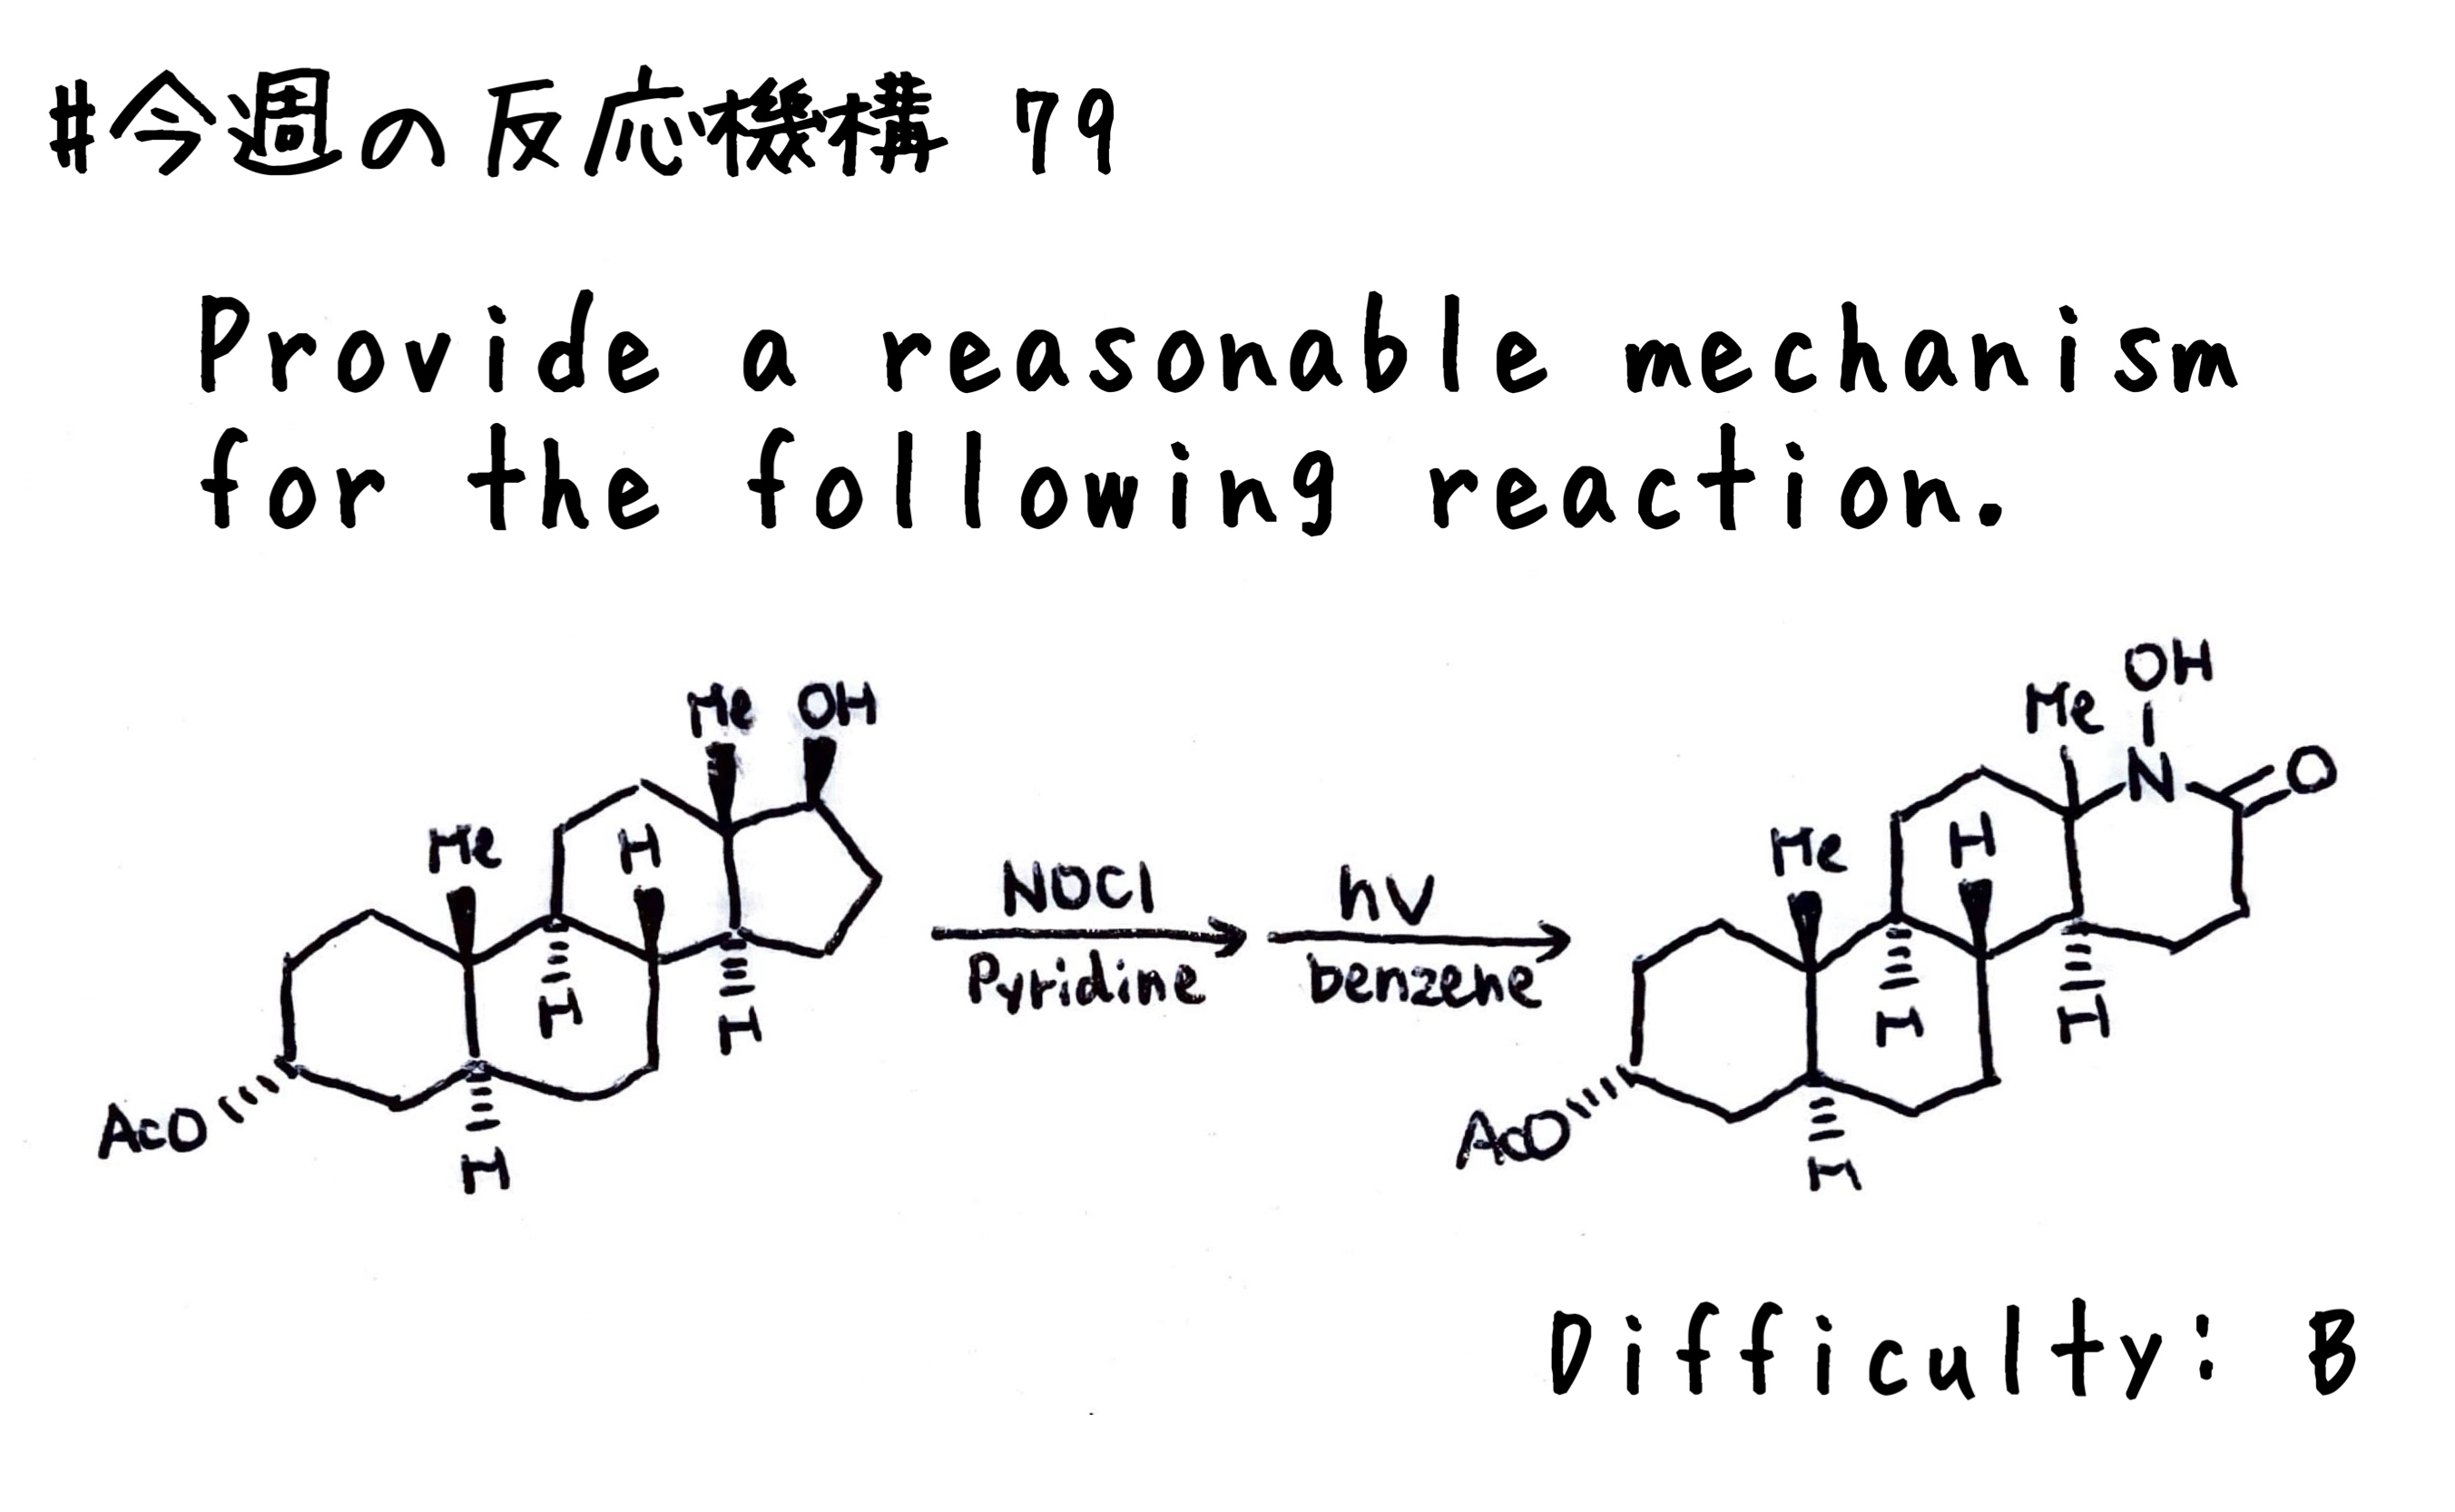 #今週の反応機構 79
Provide a reasonable mechanism
for the following reaction.
OH
Me OH
Me N O
Me H NOCl hν Me H
Pyridine benzene
H H H H
AcO AcO
H H
Difficulty: B